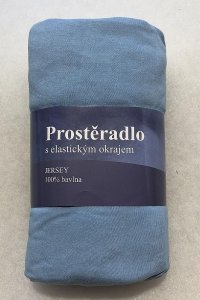 Prostěradlo
s elastickým okrajem
JERSEY
100% bavlna